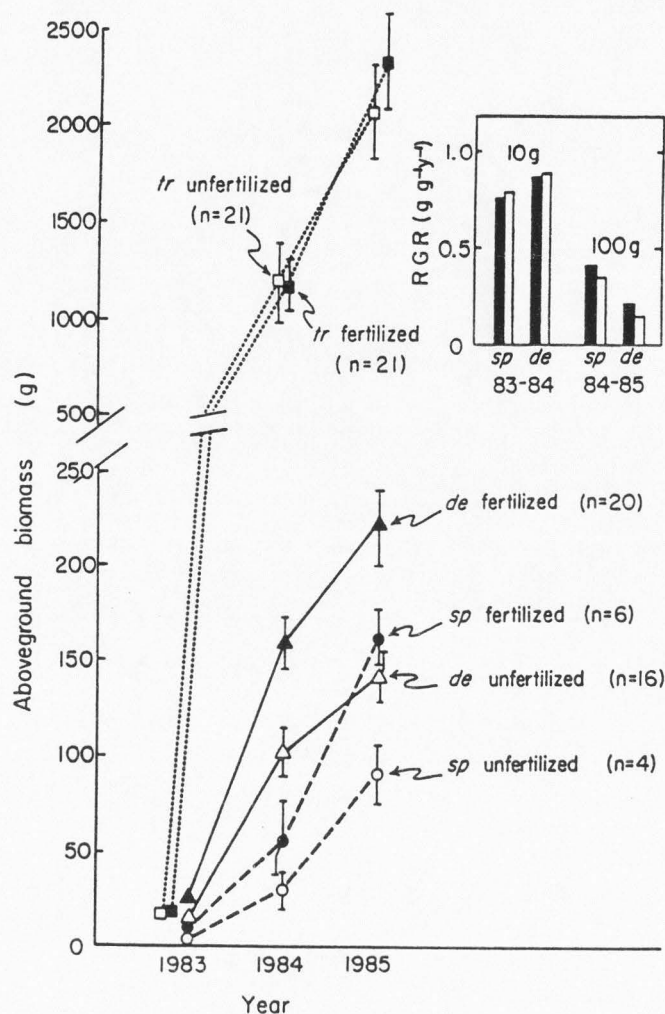 2500
2000
1500
1000
500
250
200
150
100
50
0
Aboveground biomass (g)
1983 1984 1985
Year
tr unfertilized
(n=21)
tr fertilized
(n=21)
de fertilized (n=20)
sp fertilized (n=6)
de unfertilized (n=16)
sp unfertilized (n=4)
RGR (g g⁻¹y⁻¹)
1.0
0.5
0
10g
100g
sp de sp de
83-84 84-85